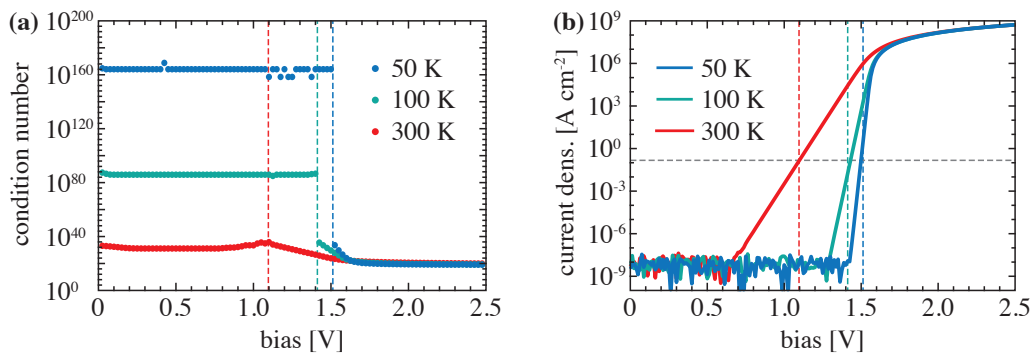 (a)
condition number
10^200
10^160
10^120
10^80
10^40
10^0
50 K
100 K
300 K
0 0.5 1.0 1.5 2.0 2.5
bias [V]
(b)
current dens. [A cm^-2]
10^9
10^6
10^3
10^0
10^-3
10^-6
10^-9
50 K
100 K
300 K
0 0.5 1.0 1.5 2.0 2.5
bias [V]